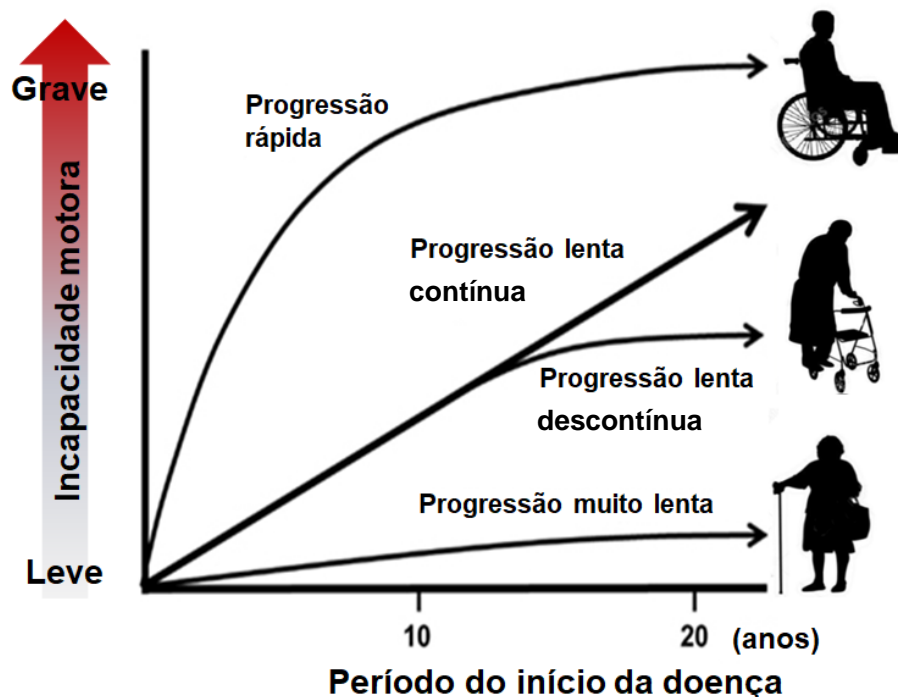 Grave
Incapacidade motora
Leve
Progressão
rápida
Progressão lenta
contínua
Progressão lenta
descontínua
Progressão muito lenta
10
20
(anos)
Período do início da doença